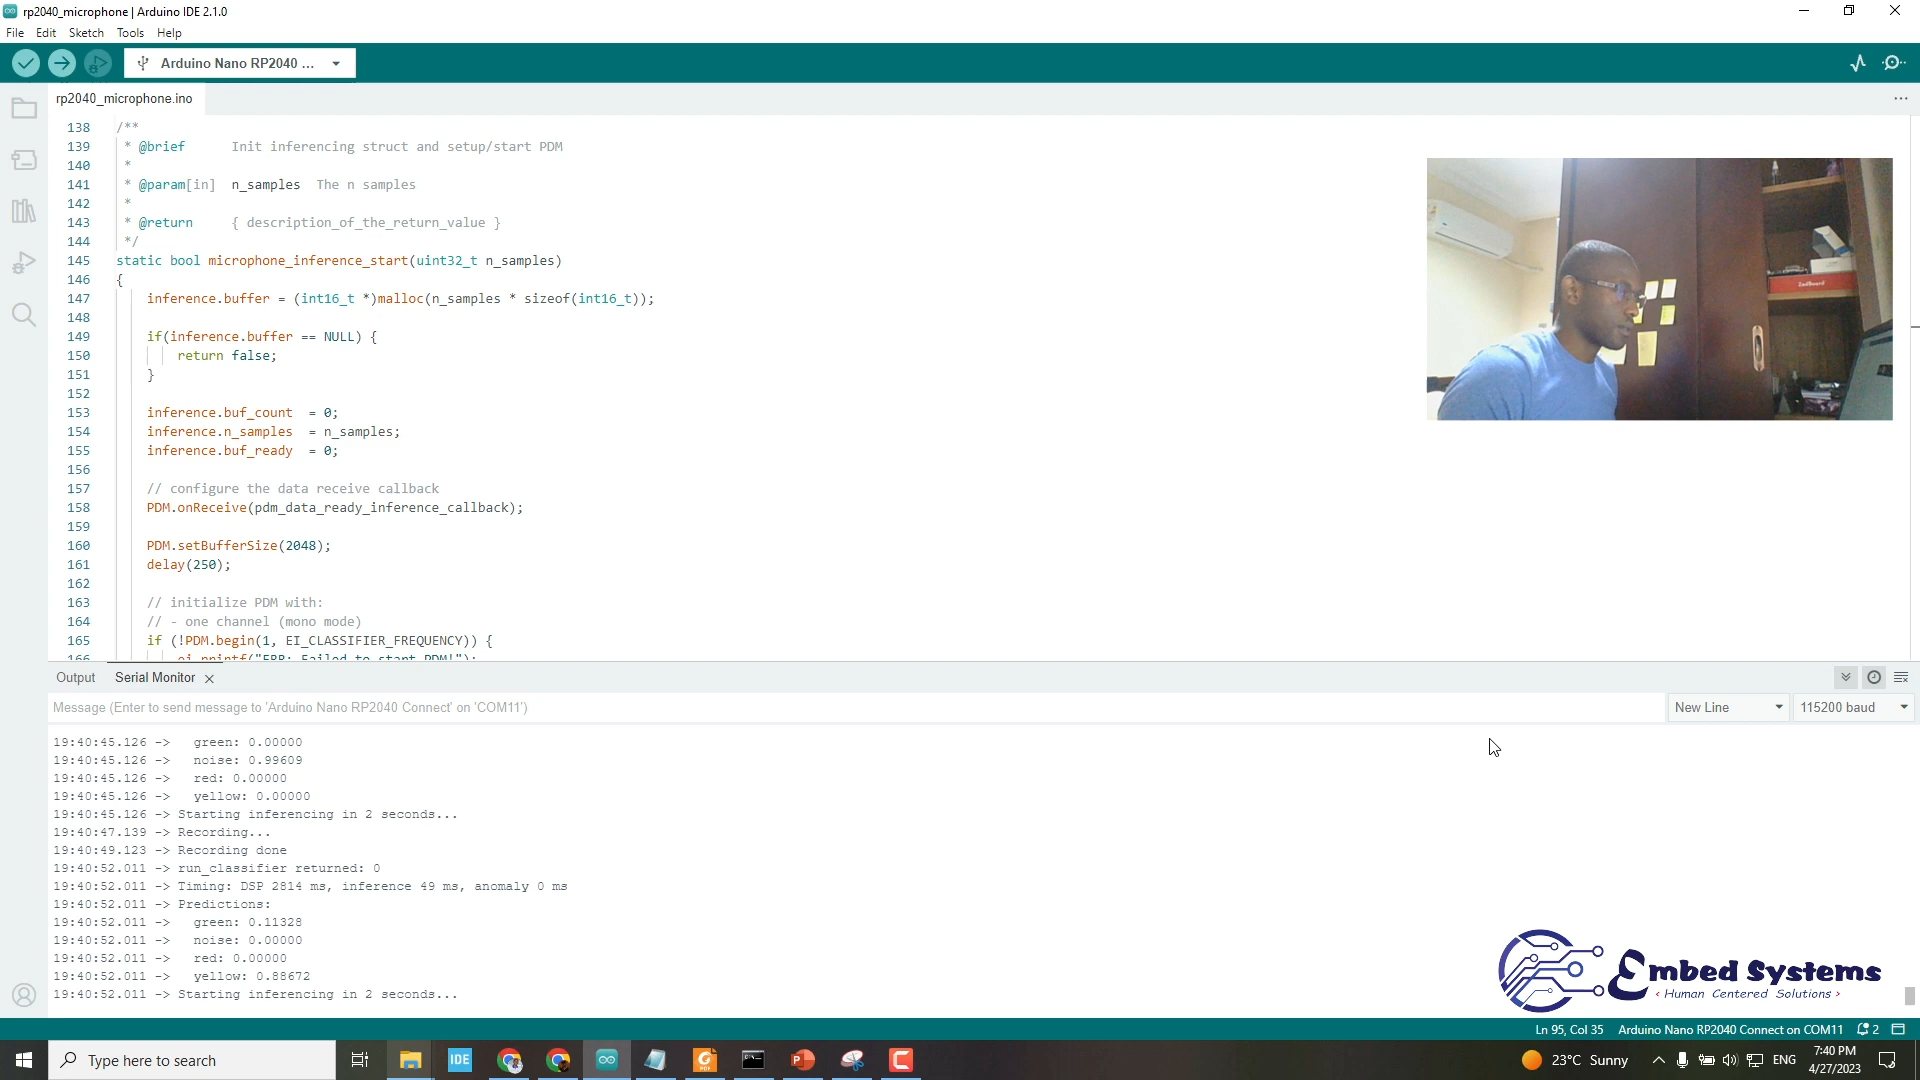 rp2040_microphone | Arduino IDE 2.1.0
File Edit Sketch Tools Help
Arduino Nano RP2040 ...
rp2040_microphone.ino
138 /**
139 * @brief Init inferencing struct and setup/start PDM
140 *
141 * @param[in] n_samples The n samples
142 *
143 * @return { description_of_the_return_value }
144 */
145 static bool microphone_inference_start(uint32_t n_samples)
146 {
147 inference.buffer = (int16_t *)malloc(n_samples * sizeof(int16_t));
148
149 if(inference.buffer == NULL) {
150 return false;
151 }
152
153 inference.buf_count = 0;
154 inference.n_samples = n_samples;
155 inference.buf_ready = 0;
156
157 // configure the data receive callback
158 PDM.onReceive(pdm_data_ready_inference_callback);
159
160 PDM.setBufferSize(2048);
161 delay(250);
162
163 // initialize PDM with:
164 // - one channel (mono mode)
165 if (!PDM.begin(1, EI_CLASSIFIER_FREQUENCY)) {
166 ei_printf("ERR: Failed to start PDM!");
Output Serial Monitor
Message (Enter to send message to 'Arduino Nano RP2040 Connect' on 'COM11')
New Line 115200 baud
19:40:45.126 -> green: 0.00000
19:40:45.126 -> noise: 0.99609
19:40:45.126 -> red: 0.00000
19:40:45.126 -> yellow: 0.00000
19:40:45.126 -> Starting inferencing in 2 seconds...
19:40:47.139 -> Recording...
19:40:49.123 -> Recording done
19:40:52.011 -> run_classifier returned: 0
19:40:52.011 -> Timing: DSP 2814 ms, inference 49 ms, anomaly 0 ms
19:40:52.011 -> Predictions:
19:40:52.011 -> green: 0.11328
19:40:52.011 -> noise: 0.00000
19:40:52.011 -> red: 0.00000
19:40:52.011 -> yellow: 0.88672
19:40:52.011 -> Starting inferencing in 2 seconds...
Embed Systems
< Human Centered Solutions >
Ln 95, Col 35 Arduino Nano RP2040 Connect on COM11 2
Type here to search
IDE
23°C Sunny
ENG
7:40 PM
4/27/2023